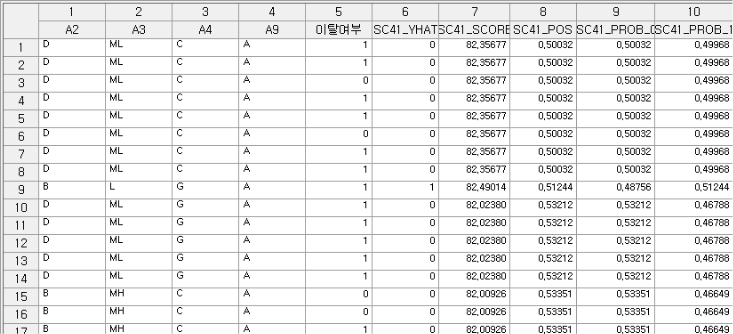 1 2 3 4 5 6 7 8 9 10
A2 A3 A4 A9 이탈여부 SC41_YHAT SC41_SCORE SC41_POS SC41_PROB_0 SC41_PROB_1
1 D ML C A 1 0 82,35677 0,50032 0,50032 0,49968
2 D ML C A 1 0 82,35677 0,50032 0,50032 0,49968
3 D ML C A 0 0 82,35677 0,50032 0,50032 0,49968
4 D ML C A 1 0 82,35677 0,50032 0,50032 0,49968
5 D ML C A 1 0 82,35677 0,50032 0,50032 0,49968
6 D ML C A 0 0 82,35677 0,50032 0,50032 0,49968
7 D ML C A 1 0 82,35677 0,50032 0,50032 0,49968
8 D ML C A 1 0 82,35677 0,50032 0,50032 0,49968
9 B L G A 1 1 82,49014 0,51244 0,48756 0,51244
10 D ML G A 1 0 82,02380 0,53212 0,53212 0,46788
11 D ML G A 1 0 82,02380 0,53212 0,53212 0,46788
12 D ML G A 1 0 82,02380 0,53212 0,53212 0,46788
13 D ML G A 1 0 82,02380 0,53212 0,53212 0,46788
14 D ML G A 1 0 82,02380 0,53212 0,53212 0,46788
15 B MH C A 0 0 82,00926 0,53351 0,53351 0,46649
16 B MH C A 0 0 82,00926 0,53351 0,53351 0,46649
17 B MH C A 1 0 82,00926 0,53351 0,53351 0,46649